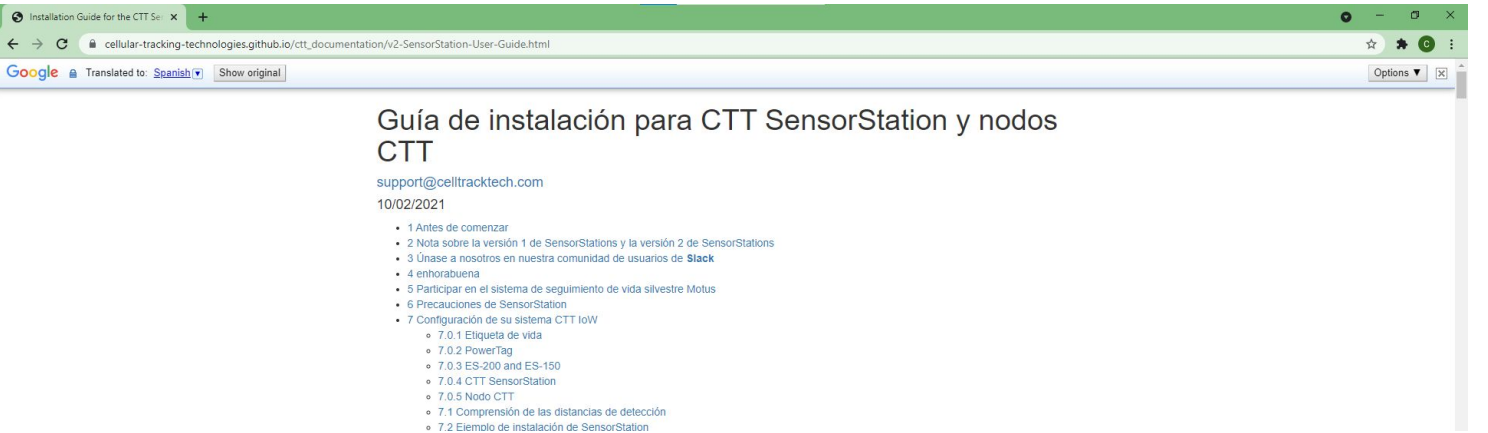 Installation Guide for the CTT Se
cellular-tracking-technologies.github.io/ctt_documentation/v2-SensorStation-User-Guide.html
C
Google Translated to: Spanish Show original Options
Guía de instalación para CTT SensorStation y nodos
CTT
support@celltracktech.com
10/02/2021
1 Antes de comenzar
2 Nota sobre la versión 1 de SensorStations y la versión 2 de SensorStations
3 Únase a nosotros en nuestra comunidad de usuarios de Slack
4 enhorabuena
5 Participar en el sistema de seguimiento de vida silvestre Motus
6 Precauciones de SensorStation
7 Configuración de su sistema CTT IoW
7.0.1 Etiqueta de vida
7.0.2 PowerTag
7.0.3 ES-200 and ES-150
7.0.4 CTT SensorStation
7.0.5 Nodo CTT
7.1 Comprensión de las distancias de detección
7.2 Ejemplo de instalación de SensorStation